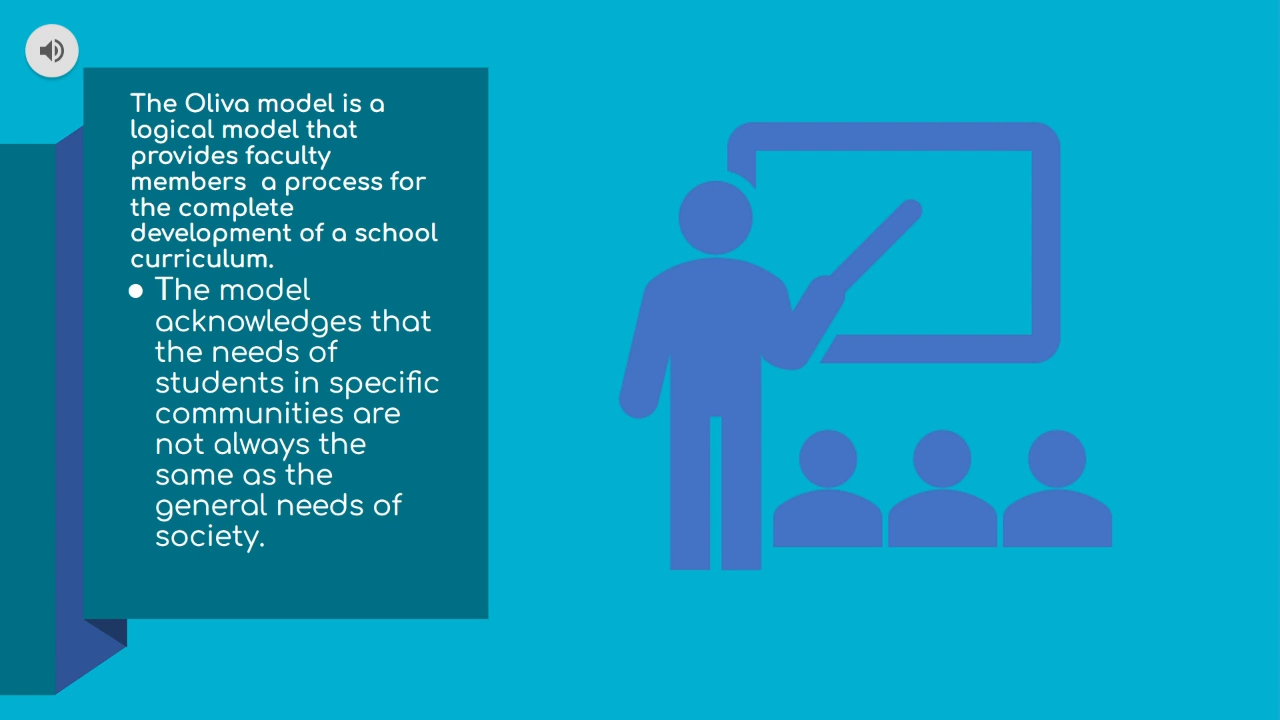 The Oliva model is a
logical model that
provides faculty
members  a process for
the complete
development of a school
curriculum.
● The model
acknowledges that
the needs of
students in specific
communities are
not always the
same as the
general needs of
society.